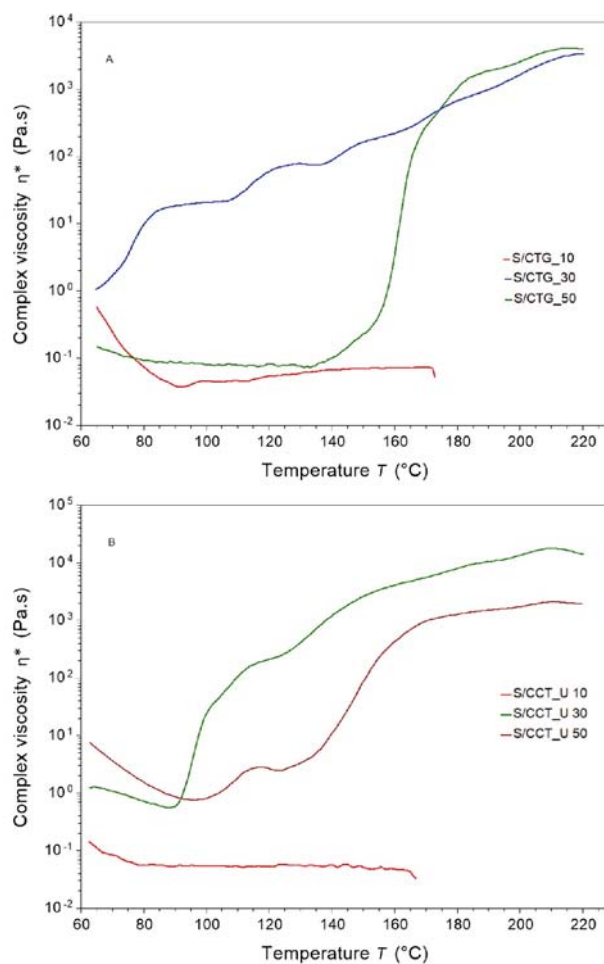 10⁴
A
10³
10²
10¹
10⁰
10⁻¹
10⁻²
Complex viscosity η* (Pa.s)
S/CTG_10
S/CTG_30
S/CTG_50
60 80 100 120 140 160 180 200 220
Temperature T (°C)
10⁵
B
10⁴
10³
10²
10¹
10⁰
10⁻¹
10⁻²
Complex viscosity η* (Pa.s)
S/CCT_U 10
S/CCT_U 30
S/CCT_U 50
60 80 100 120 140 160 180 200 220
Temperature T (°C)